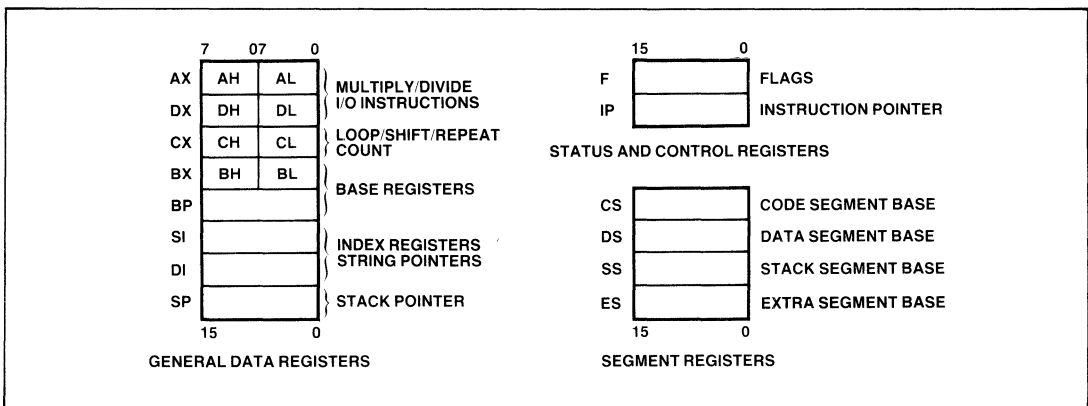 7 07 0
AX AH AL
MULTIPLY/DIVIDE
I/O INSTRUCTIONS
DX DH DL
CX CH CL
LOOP/SHIFT/REPEAT
COUNT
BX BH BL
BASE REGISTERS
BP
SI
INDEX REGISTERS
STRING POINTERS
DI
SP STACK POINTER
15 0
GENERAL DATA REGISTERS
15 0
F FLAGS
IP INSTRUCTION POINTER
STATUS AND CONTROL REGISTERS
CS CODE SEGMENT BASE
DS DATA SEGMENT BASE
SS STACK SEGMENT BASE
ES EXTRA SEGMENT BASE
15 0
SEGMENT REGISTERS